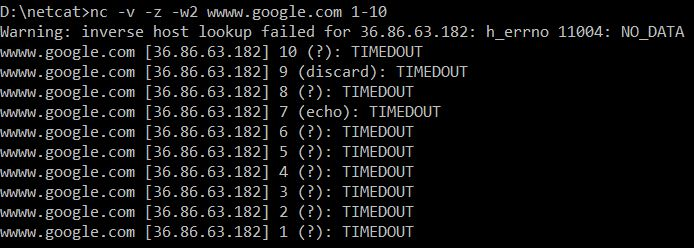 D:\netcat>nc -v -z -w2 wwww.google.com 1-10
Warning: inverse host lookup failed for 36.86.63.182: h_errno 11004: NO_DATA
wwww.google.com [36.86.63.182] 10 (?): TIMEDOUT
wwww.google.com [36.86.63.182] 9 (discard): TIMEDOUT
wwww.google.com [36.86.63.182] 8 (?): TIMEDOUT
wwww.google.com [36.86.63.182] 7 (echo): TIMEDOUT
wwww.google.com [36.86.63.182] 6 (?): TIMEDOUT
wwww.google.com [36.86.63.182] 5 (?): TIMEDOUT
wwww.google.com [36.86.63.182] 4 (?): TIMEDOUT
wwww.google.com [36.86.63.182] 3 (?): TIMEDOUT
wwww.google.com [36.86.63.182] 2 (?): TIMEDOUT
wwww.google.com [36.86.63.182] 1 (?): TIMEDOUT